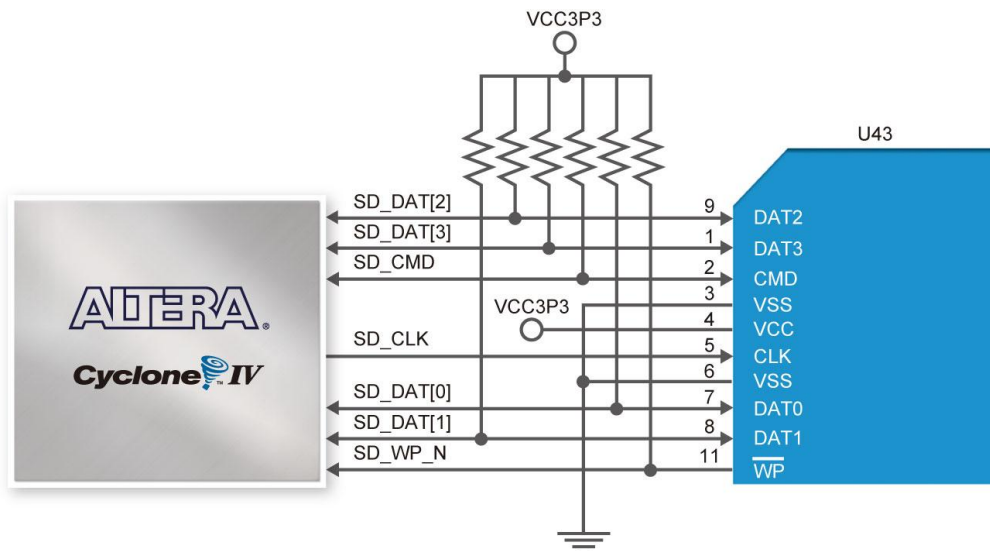 VCC3P3
U43
SD_DAT[2] 9 DAT2
SD_DAT[3] 1 DAT3
SD_CMD 2 CMD
3 VSS
VCC3P3 4 VCC
SD_CLK 5 CLK
6 VSS
SD_DAT[0] 7 DAT0
SD_DAT[1] 8 DAT1
SD_WP_N 11 WP
ALTERA.
Cyclone™ IV